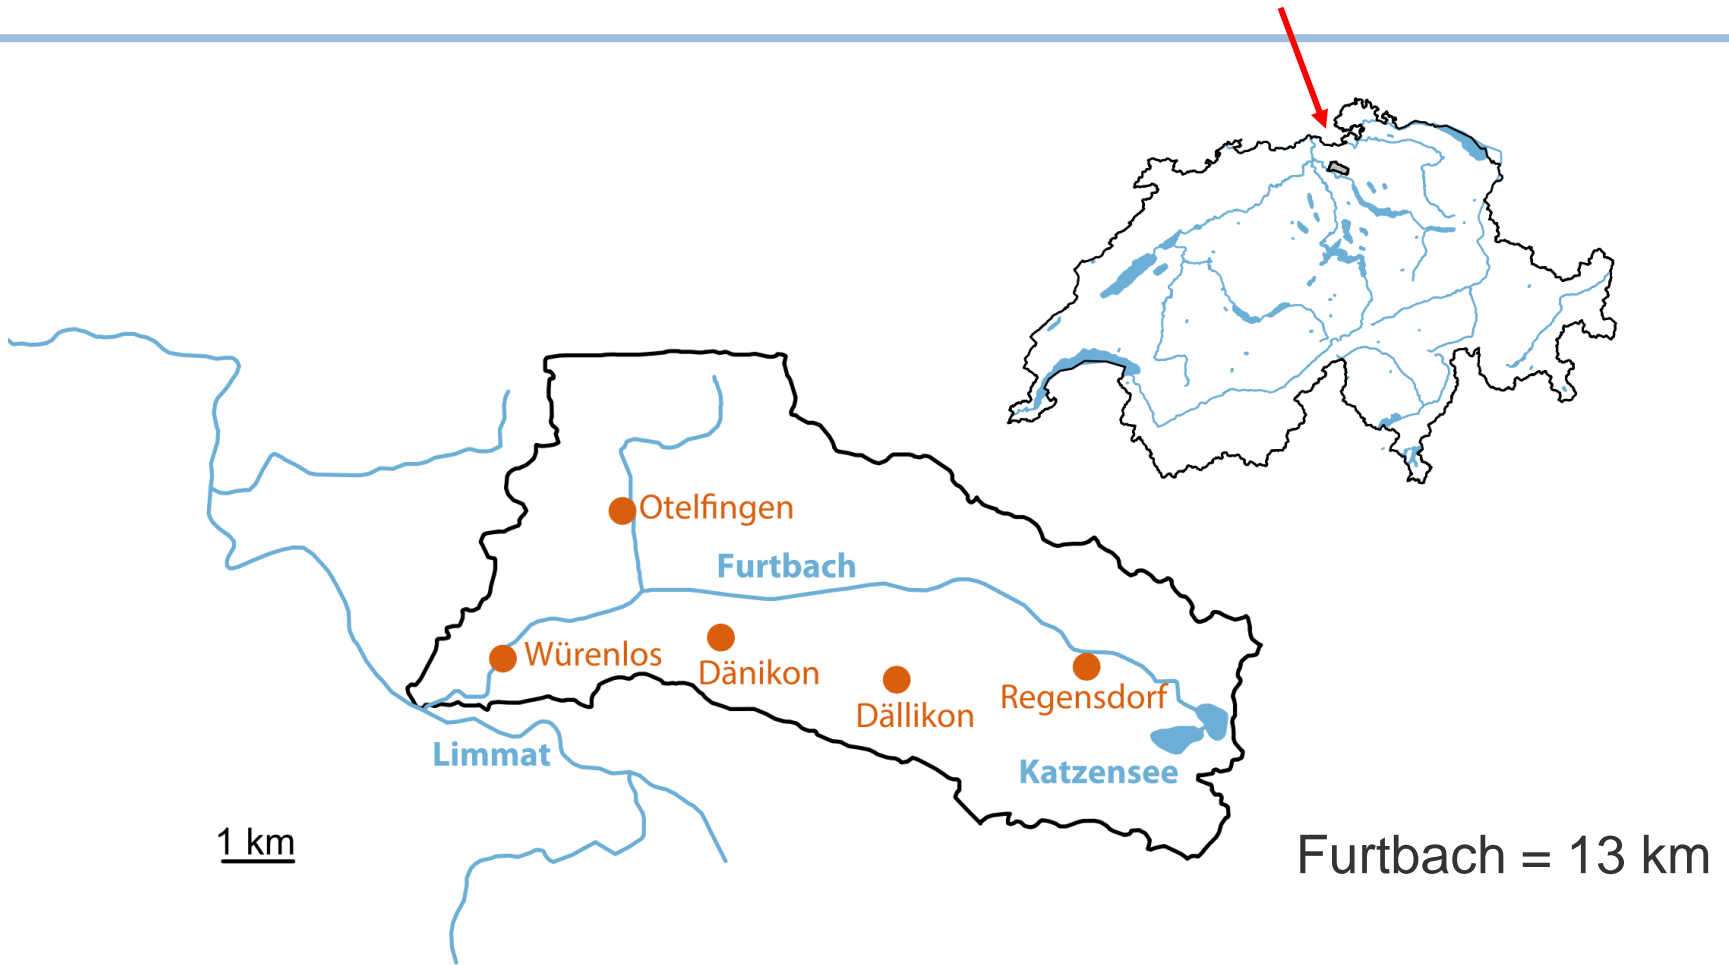 Otelfingen
Furtbach
Würenlos
Dänikon
Dällikon
Regensdorf
Limmat
Katzensee
1 km
Furtbach = 13 km